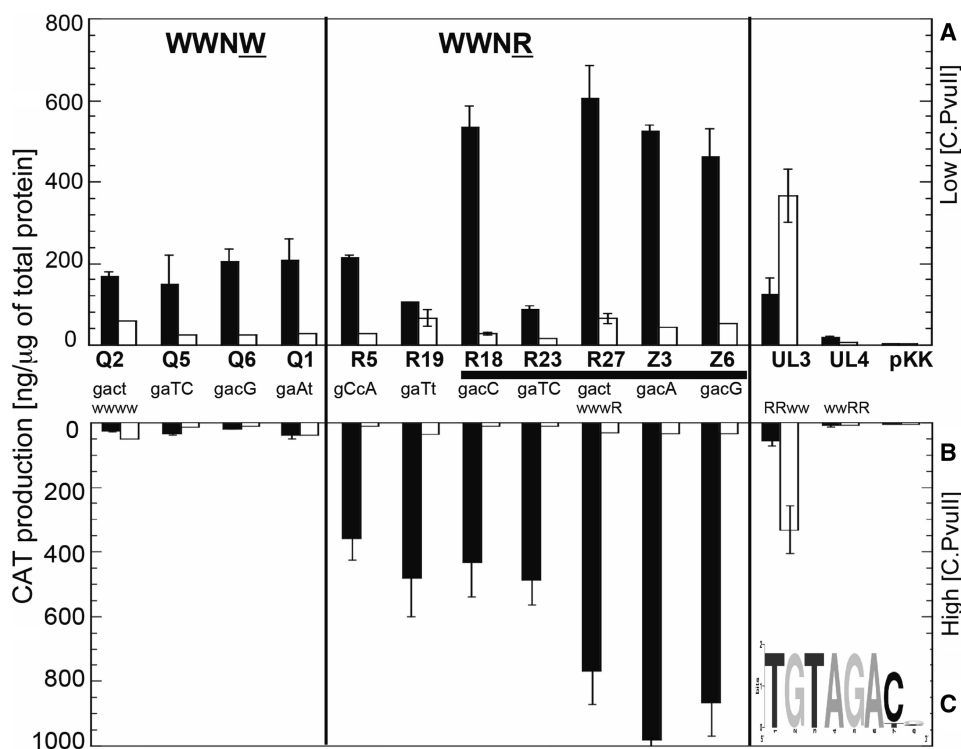 WWNW WWNR
A
CAT production [ng/µg of total protein]
Low [C.PvuII]
800
600
400
200
0
Q2 Q5 Q6 Q1 R5 R19 R18 R23 R27 Z3 Z6 UL3 UL4 pKK
gact gaTC gacG gaAt gCcA gaTt gacC gaTC gact gacA gacG
wwww wwwR RRww wwRR
0
200
400
600
800
1000
B
High [C.PvuII]
C
TGTAGAC